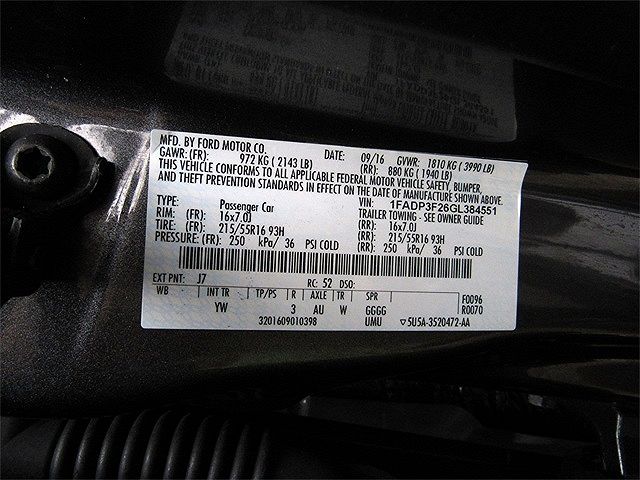 MFD. BY FORD MOTOR CO. DATE: 09/16 GVWR: 1810 KG ( 3990 LB)
GAWR: (FR): 972 KG ( 2143 LB) (RR): 880 KG ( 1940 LB)
THIS VEHICLE CONFORMS TO ALL APPLICABLE FEDERAL MOTOR VEHICLE SAFETY, BUMPER,
AND THEFT PREVENTION STANDARDS IN EFFECT ON THE DATE OF MANUFACTURE SHOWN ABOVE.
VIN: 1FADP3F26GL384551
TYPE: Passenger Car TRAILER TOWING - SEE OWNER GUIDE
RIM: (FR) 16x7.0J (RR) 16x7.0J
TIRE: (FR) 215/55R16 93H (RR) 215/55R16 93H
PRESSURE: (FR) 250 kPa/ 36 PSI COLD (RR) 250 kPa/ 36 PSI COLD
EXT PNT: J7 RC: 52 DSO:
WB INT TR TP/PS R AXLE TR SPR F0096
YW 3 AU W GGGG R0070
3201609010398 UMU ▽5U5A-3520472-AA